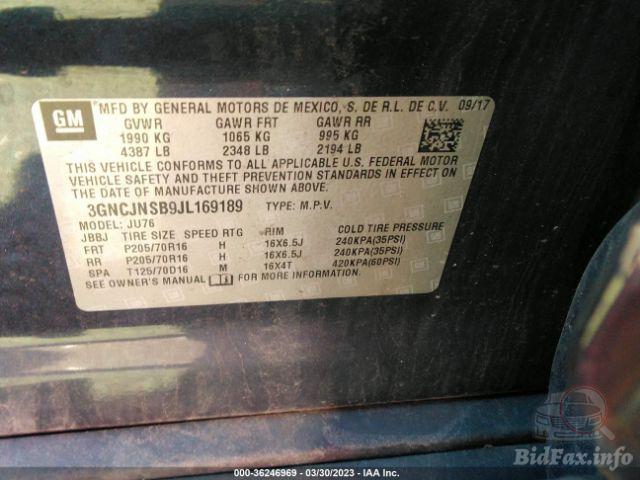 GM
MFD BY GENERAL MOTORS DE MEXICO, S. DE R.L. DE C.V. 09/17
GVWR GAWR FRT GAWR RR
1990 KG 1065 KG 995 KG
4387 LB 2348 LB 2194 LB
THIS VEHICLE CONFORMS TO ALL APPLICABLE U.S. FEDERAL MOTOR
VEHICLE SAFETY AND THEFT PREVENTION STANDARDS IN EFFECT ON
THE DATE OF MANUFACTURE SHOWN ABOVE.
3GNCJNSB9JL169189 TYPE: M.P.V.
MODEL: JU76
JBBJ TIRE SIZE SPEED RTG RIM COLD TIRE PRESSURE
FRT P205/70R16 H 16X6.5J 240KPA(35PSI)
RR P205/70R16 H 16X6.5J 240KPA(35PSI)
SPA T125/70D16 M 16X4T 420KPA(60PSI)
SEE OWNER'S MANUAL FOR MORE INFORMATION.
000-36246969 - 03/30/2023 - IAA Inc.
BidFax.info